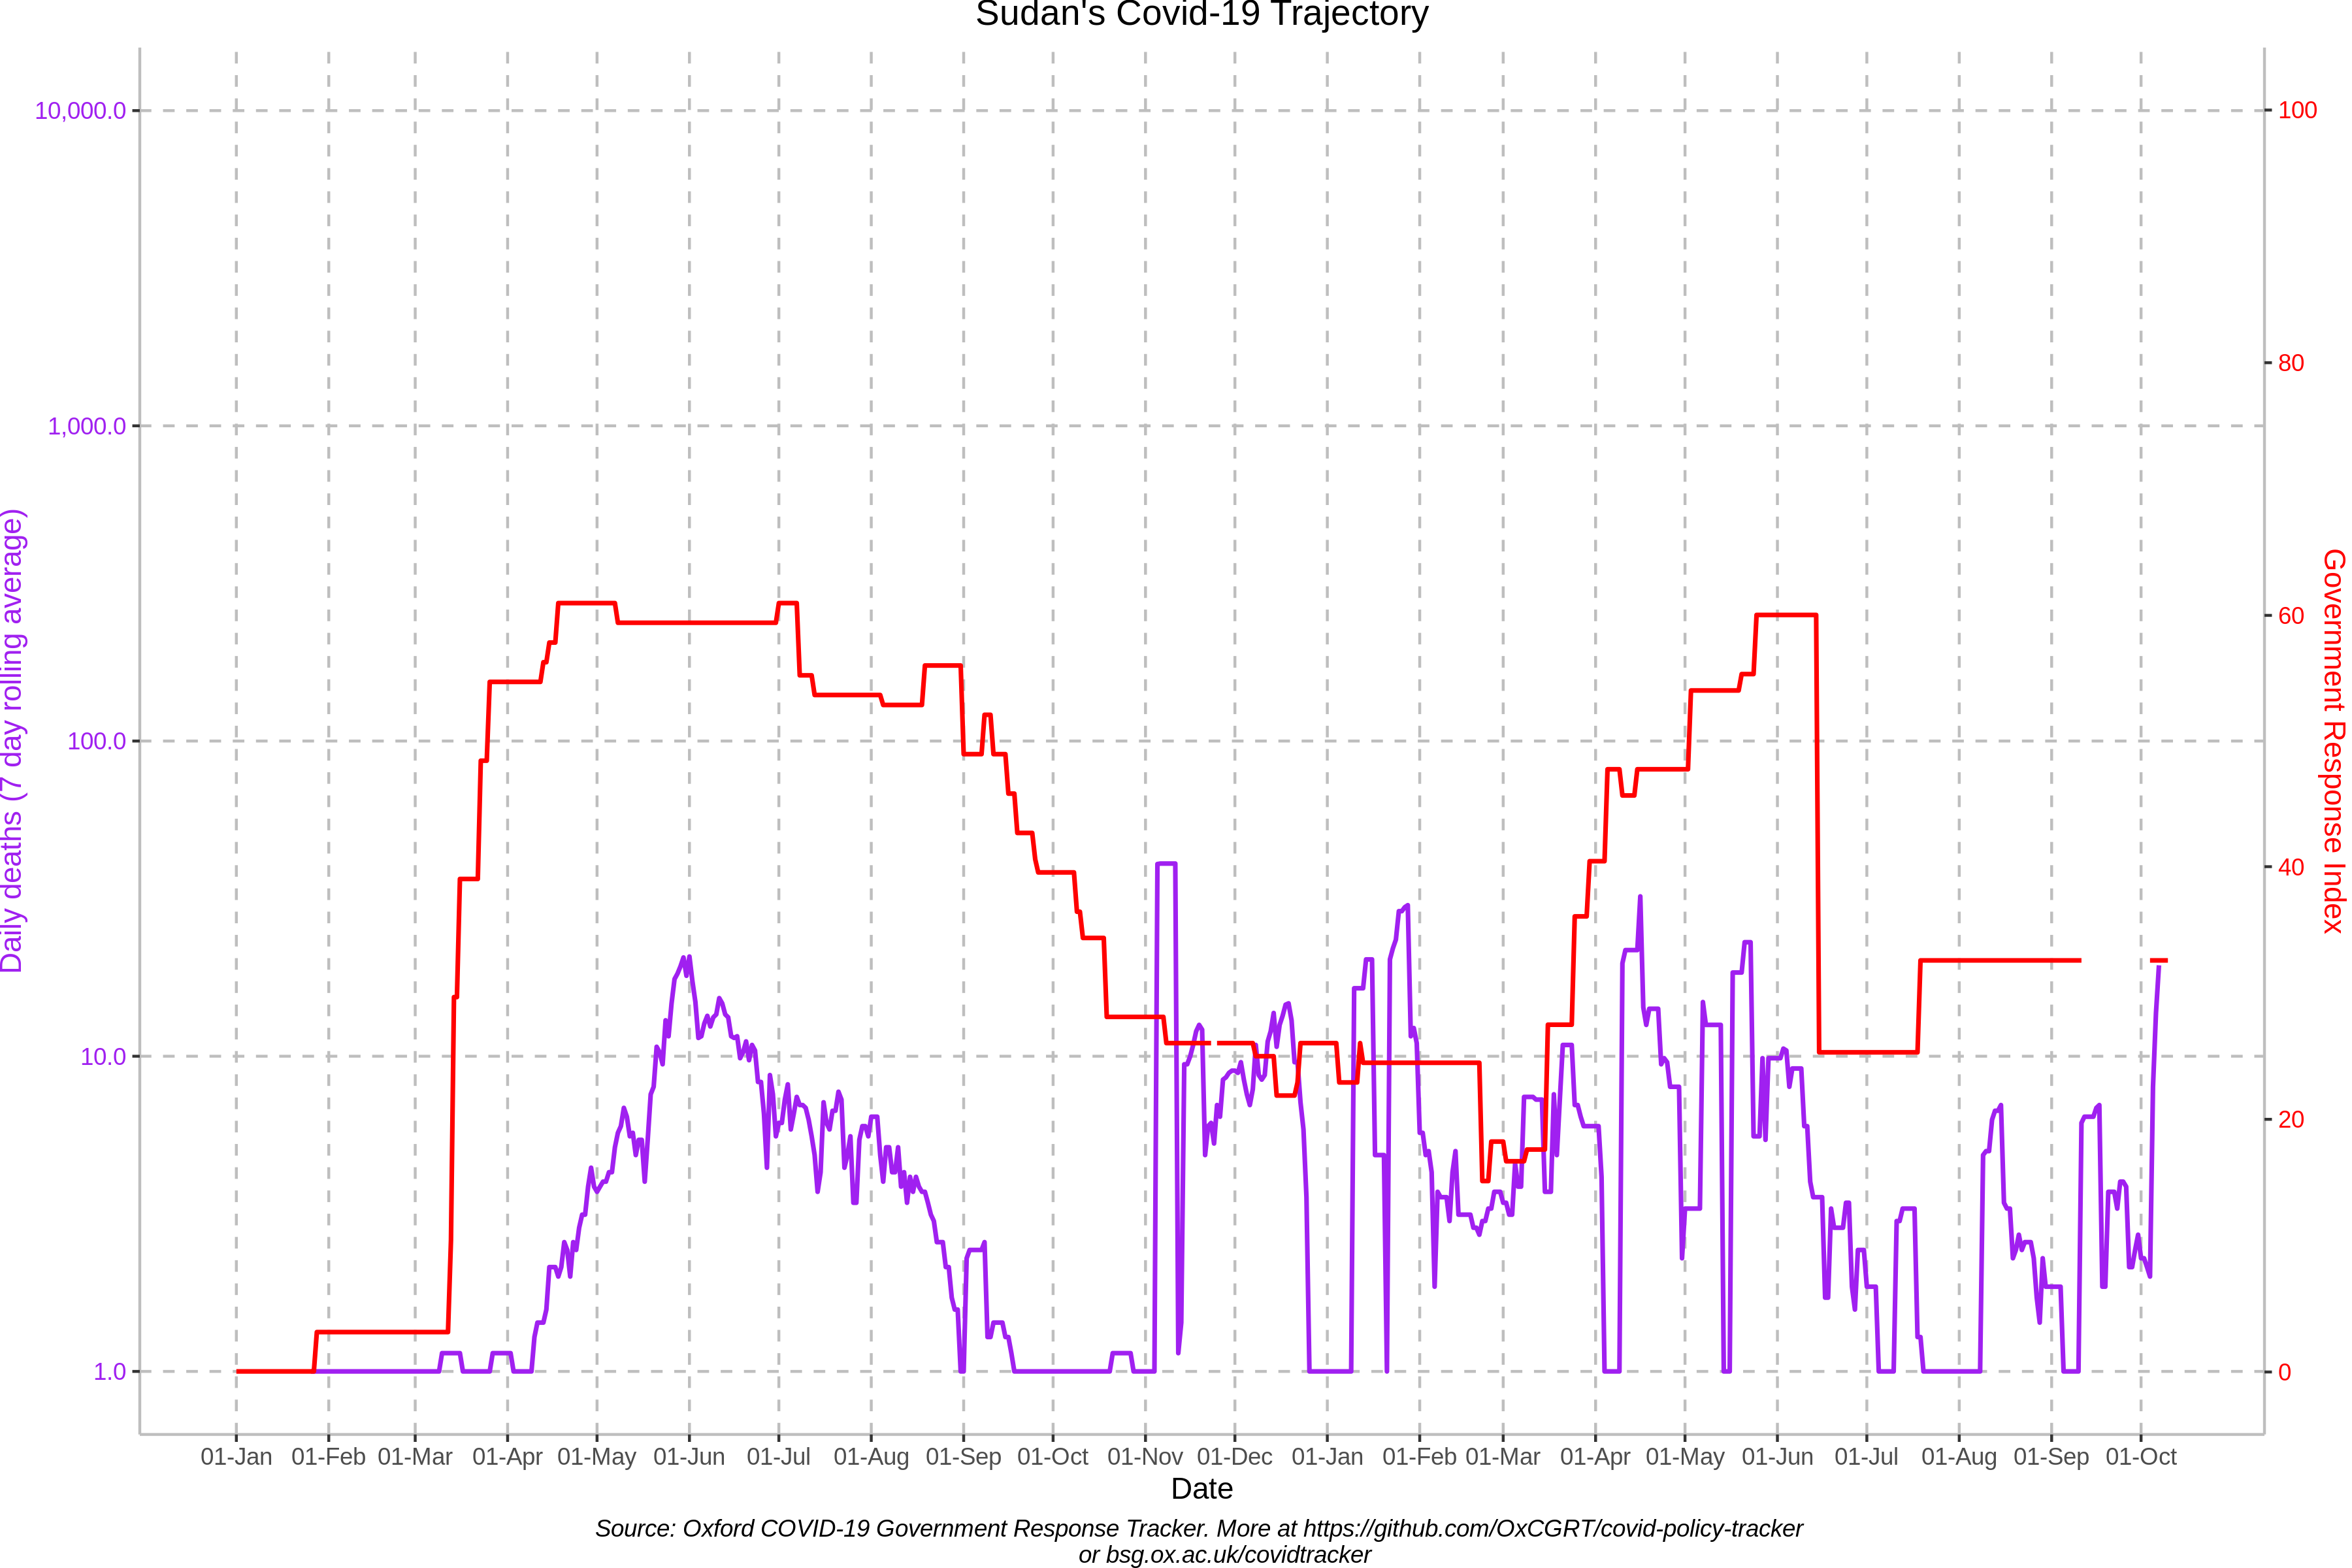 Sudan's Covid-19 Trajectory
10,000.0
1,000.0
100.0
10.0
1.0
Daily deaths (7 day rolling average)
100
80
60
40
20
0
Government Response Index
01-Jan 01-Feb 01-Mar 01-Apr 01-May 01-Jun 01-Jul 01-Aug 01-Sep 01-Oct 01-Nov 01-Dec 01-Jan 01-Feb 01-Mar 01-Apr 01-May 01-Jun 01-Jul 01-Aug 01-Sep 01-Oct
Date
Source: Oxford COVID-19 Government Response Tracker. More at https://github.com/OxCGRT/covid-policy-tracker
or bsg.ox.ac.uk/covidtracker